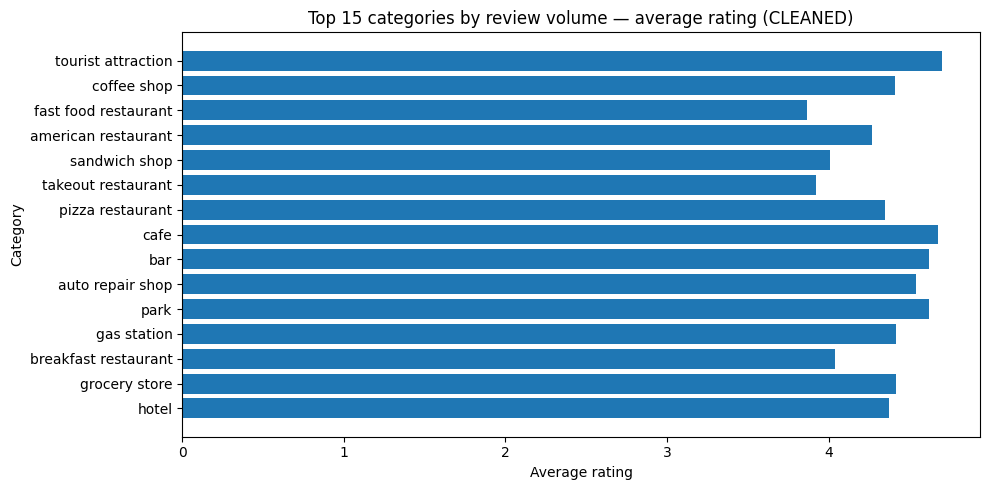 Top 15 categories by review volume — average rating (CLEANED)
Category
tourist attraction
coffee shop
fast food restaurant
american restaurant
sandwich shop
takeout restaurant
pizza restaurant
cafe
bar
auto repair shop
park
gas station
breakfast restaurant
grocery store
hotel
0 1 2 3 4
Average rating